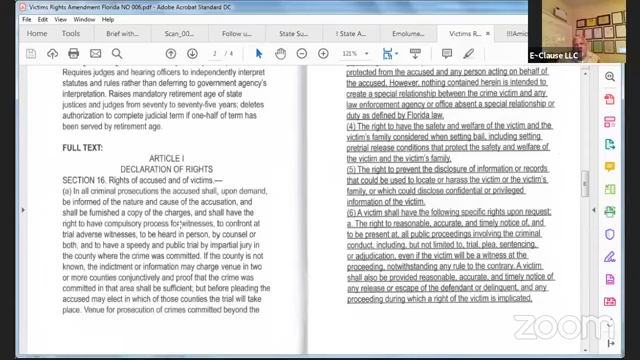 Victims Rights Amendment Florida NO 006.pdf - Adobe Acrobat Standard DC
Home
Tools
Standard
Brief with
Scan_00
State Su
! State A
Amendm
Victims R
!!!Amis
2 / 4
121%
E-Clause LLC
Requires judges and hearing officers to independently interpret
statutes and rules rather than deferring to government agency's
interpretation. Raises mandatory retirement age of state
justices and judges from seventy to seventy-five years; deletes
authorization to complete judicial term if one-half of term has
been served by retirement age.
FULL TEXT:
ARTICLE I
DECLARATION OF RIGHTS
SECTION 16. Rights of accused and of victims.—
(a) In all criminal prosecutions the accused shall, upon demand,
be informed of the nature and cause of the accusation, and
shall be furnished a copy of the charges, and shall have the
right to have compulsory process for witnesses, to confront at
trial adverse witnesses, to be heard in person, by counsel or
both, and to have a speedy and public trial by impartial jury in
the county where the crime was committed. If the county is not
known, the indictment or information may charge venue in two
or more counties conjunctively and proof that the crime was
committed in that area shall be sufficient; but before pleading
the accused may elect in which of those counties the trial will take
place. Venue for prosecution of crimes committed beyond the
protected from the accused and any person acting on behalf of
the accused. However, nothing contained herein is intended to
create a special relationship between the crime victim and any
law enforcement agency or office absent a special relationship or
duty as defined by Florida law.
(4) The right to have the safety and welfare of the victim and the
victim's family considered when setting bail, including setting
pretrial release conditions that protect the safety and welfare of
the victim and the victim's family.
(5) The right to prevent the disclosure of information or records
that could be used to locate or harass the victim or the victim's
family, or which could disclose confidential or privileged
information of the victim.
(6) A victim shall have the following specific rights upon request:
a. The right to reasonable, accurate, and timely notice of, and
to be present at, all public proceedings involving the criminal
conduct, including, but not limited to, trial, plea, sentencing,
or adjudication, even if the victim will be a witness at the
proceeding, notwithstanding any rule to the contrary. A victim
shall also be provided reasonable, accurate, and timely notice of
any release or escape of the defendant or delinquent, and any
proceeding during which a right of the victim is implicated.
zoom